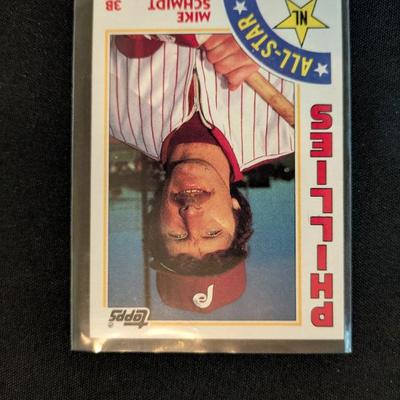 topps
PHILLIES
NL
ALL-STAR
MIKE
SCHMIDT
3B